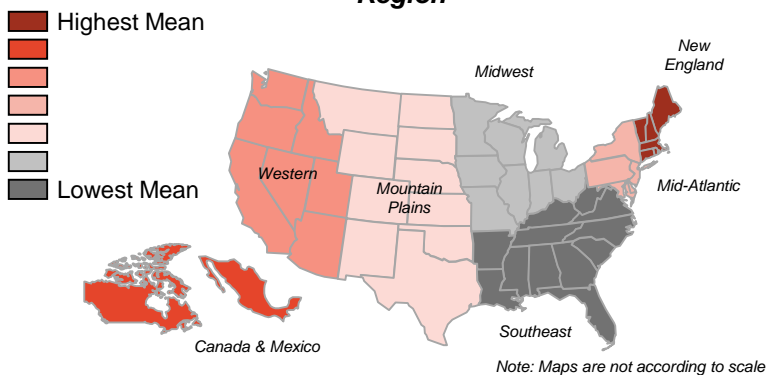 Region
Highest Mean
Lowest Mean
Midwest
New
England
Western
Mountain
Plains
Mid-Atlantic
Southeast
Canada & Mexico
Note: Maps are not according to scale